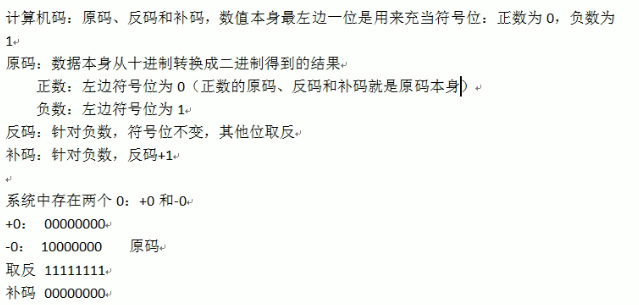 计算机码：原码、反码和补码，数值本身最左边一位是用来充当符号位：正数为 0，负数为
1
原码：数据本身从十进制转换成二进制得到的结果
正数：左边符号位为 0（正数的原码、反码和补码就是原码本身）
负数：左边符号位为 1
反码：针对负数，符号位不变，其他位取反
补码：针对负数，反码+1
系统中存在两个 0：+0 和-0
+0： 00000000
-0： 10000000 原码
取反 11111111
补码 00000000